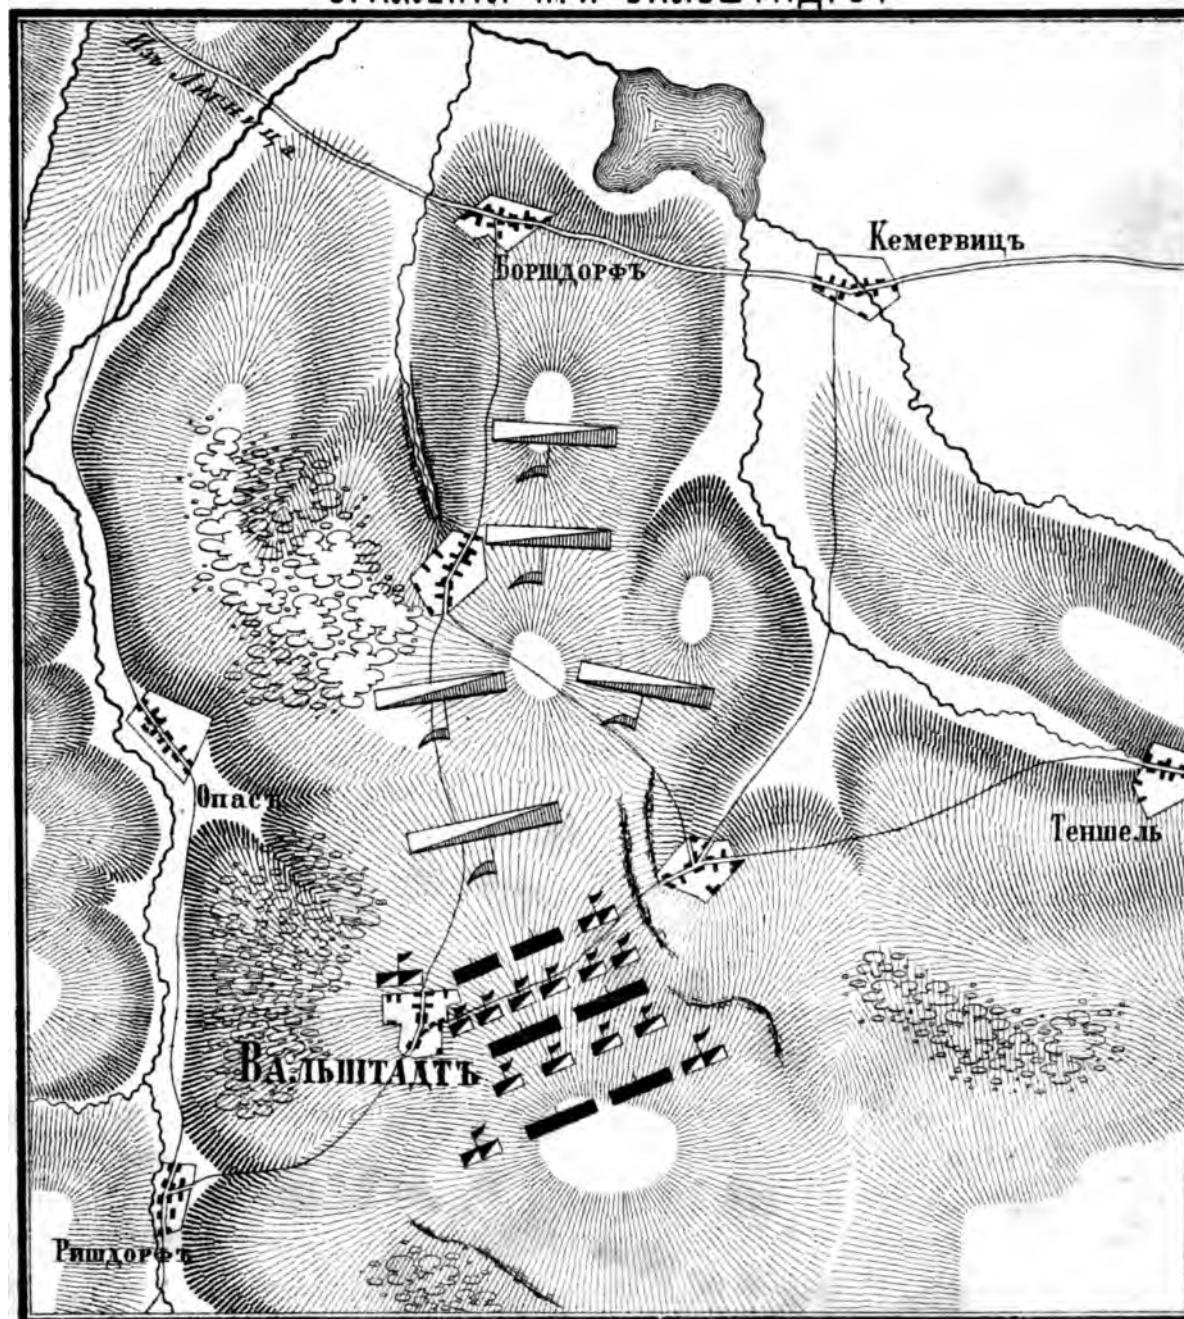 Изъ Лигница
Кемервицъ
Боршдорфъ
Опасъ
Теншель
Вальштадтъ
Ришдорфъ